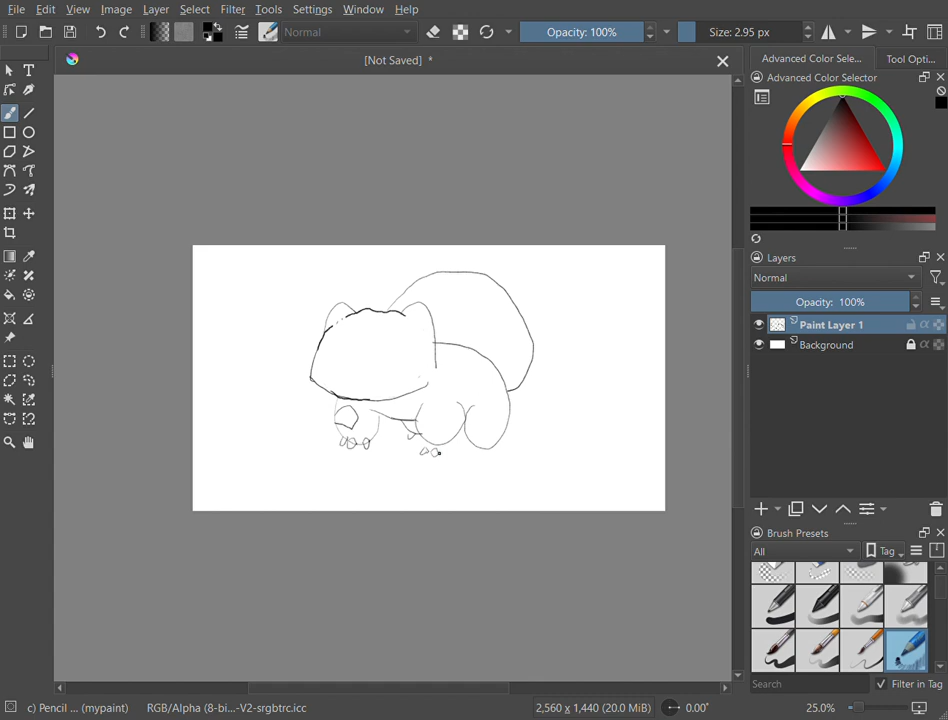 File Edit View Image Layer Select Filter Tools Settings Window Help
Normal Opacity: 100% Size: 2.95 px
[Not Saved] *
Advanced Color Sele... Tool Opti...
Advanced Color Selector
Layers
Normal
Opacity: 100%
Paint Layer 1
Background
Brush Presets
All Tag
Search Filter in Tag
c) Pencil ... (mypaint) RGB/Alpha (8-bi...-V2-srgbtrc.icc 2,560 x 1,440 (20.0 MiB) 0.00° 25.0%